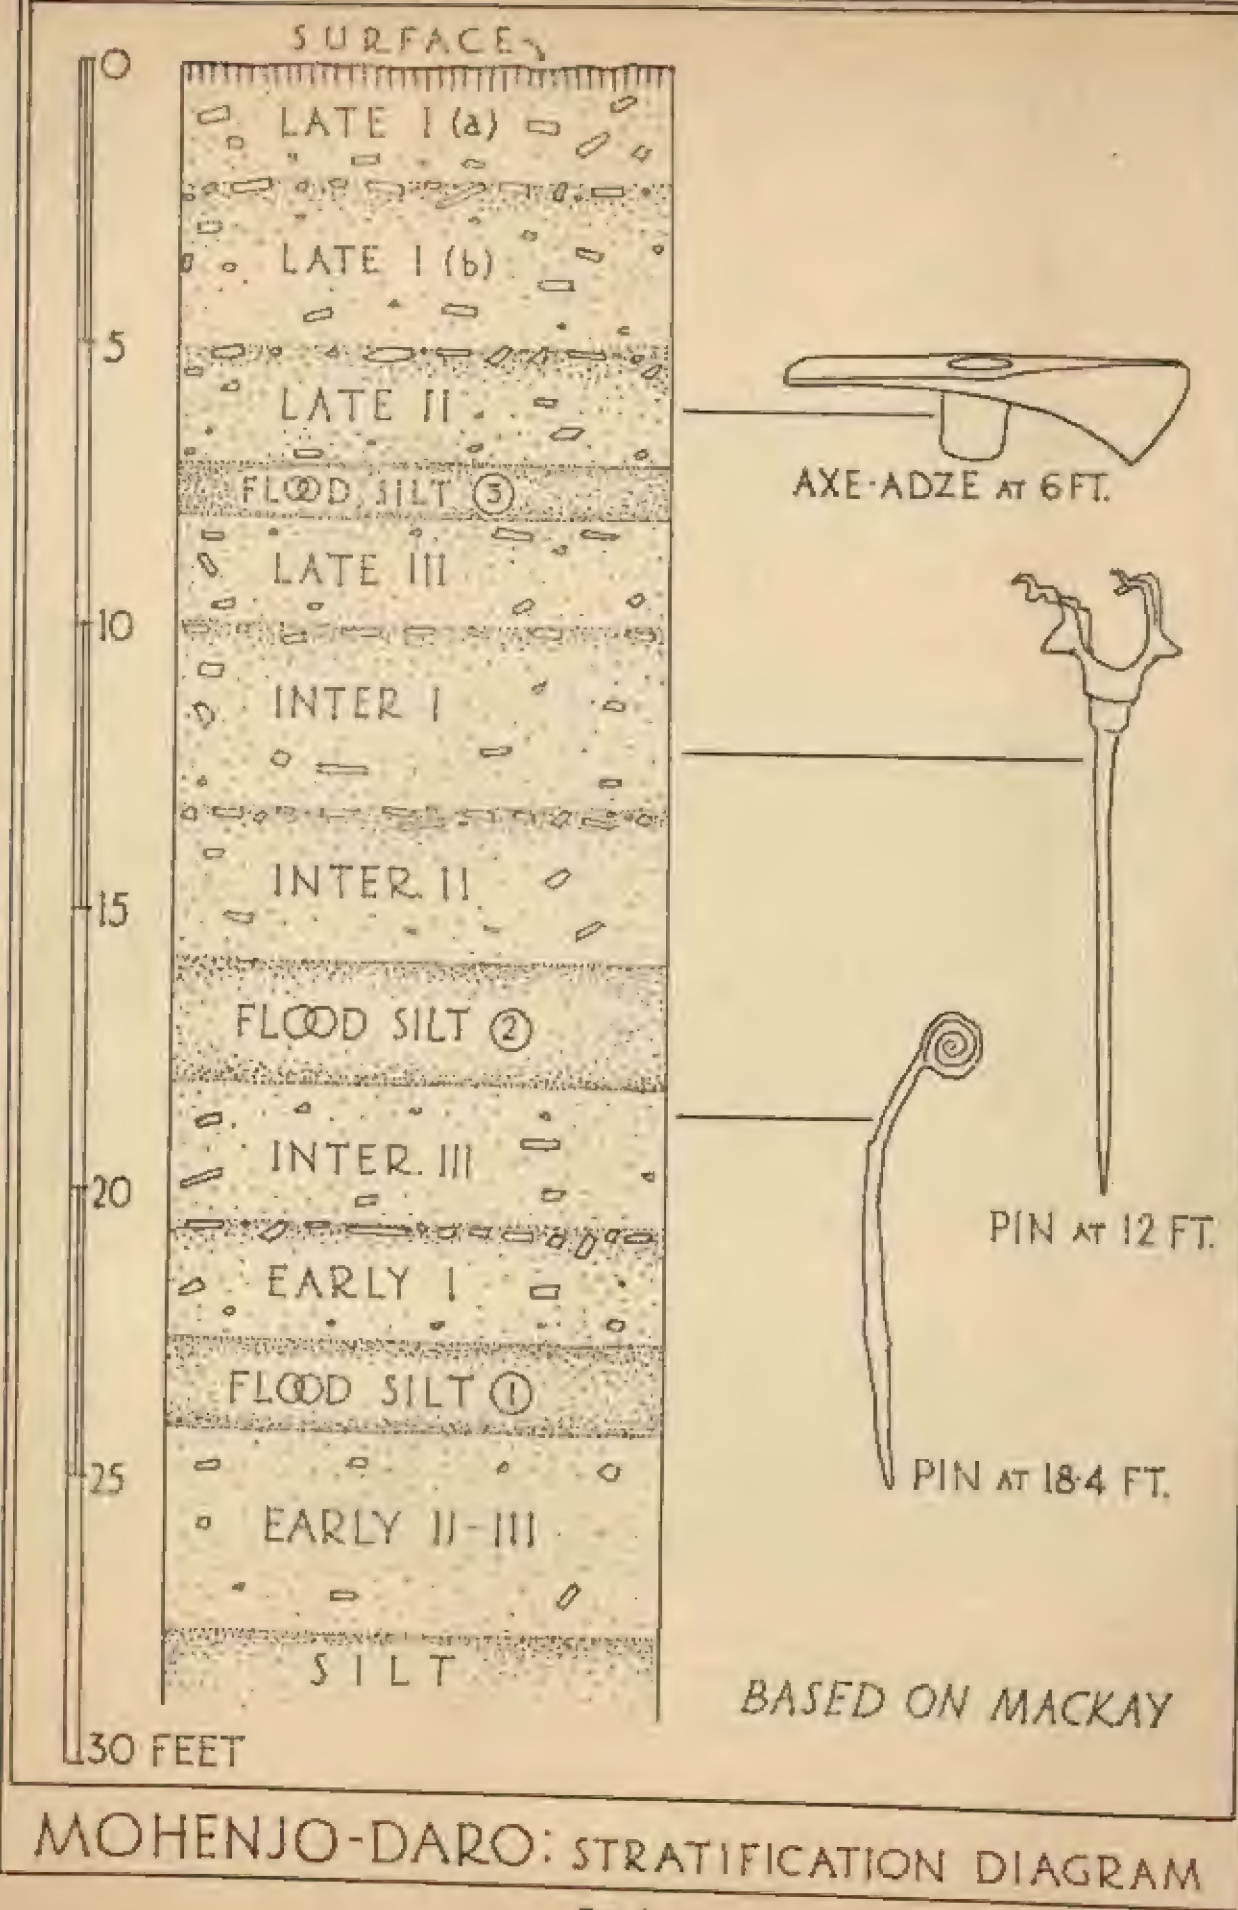 SURFACE
0
LATE I (a)
LATE I (b)
5
LATE II
AXE-ADZE AT 6 FT.
FLOOD SILT 3
LATE III
10
INTER I
INTER. II
15
FLOOD SILT 2
INTER. III
20
PIN AT 12 FT.
EARLY I
FLOOD SILT 1
25
PIN AT 18·4 FT.
EARLY II-III
SILT
BASED ON MACKAY
30 FEET
MOHENJO-DARO: STRATIFICATION DIAGRAM